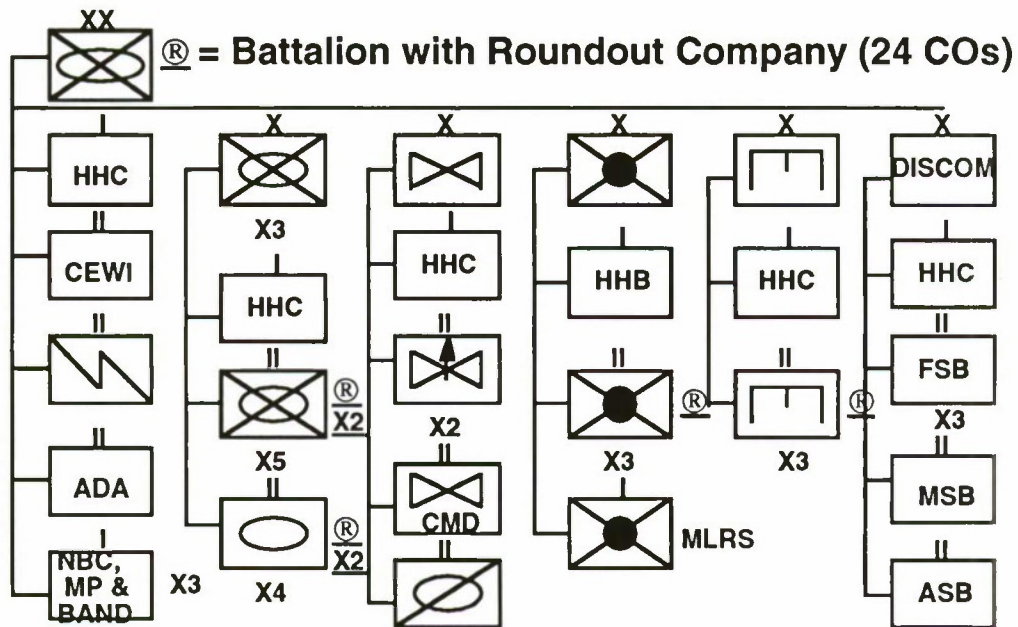 XX
Ⓡ = Battalion with Roundout Company (24 COs)
I
HHC
II
CEWI
II
II
ADA
I
NBC,
MP &
BAND
X3
X
X3
I
HHC
II
Ⓡ
X2
X5
II
Ⓡ
X2
X4
X
I
HHC
II
X2
II
CMD
II
X
I
HHB
II
Ⓡ
X3
I
MLRS
X
I
HHC
II
Ⓡ
X3
X
DISCOM
I
HHC
II
FSB
X3
II
MSB
II
ASB